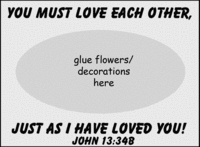 YOU MUST LOVE EACH OTHER,
glue flowers/
decorations
here
JUST AS I HAVE LOVED YOU!
JOHN 13:34B